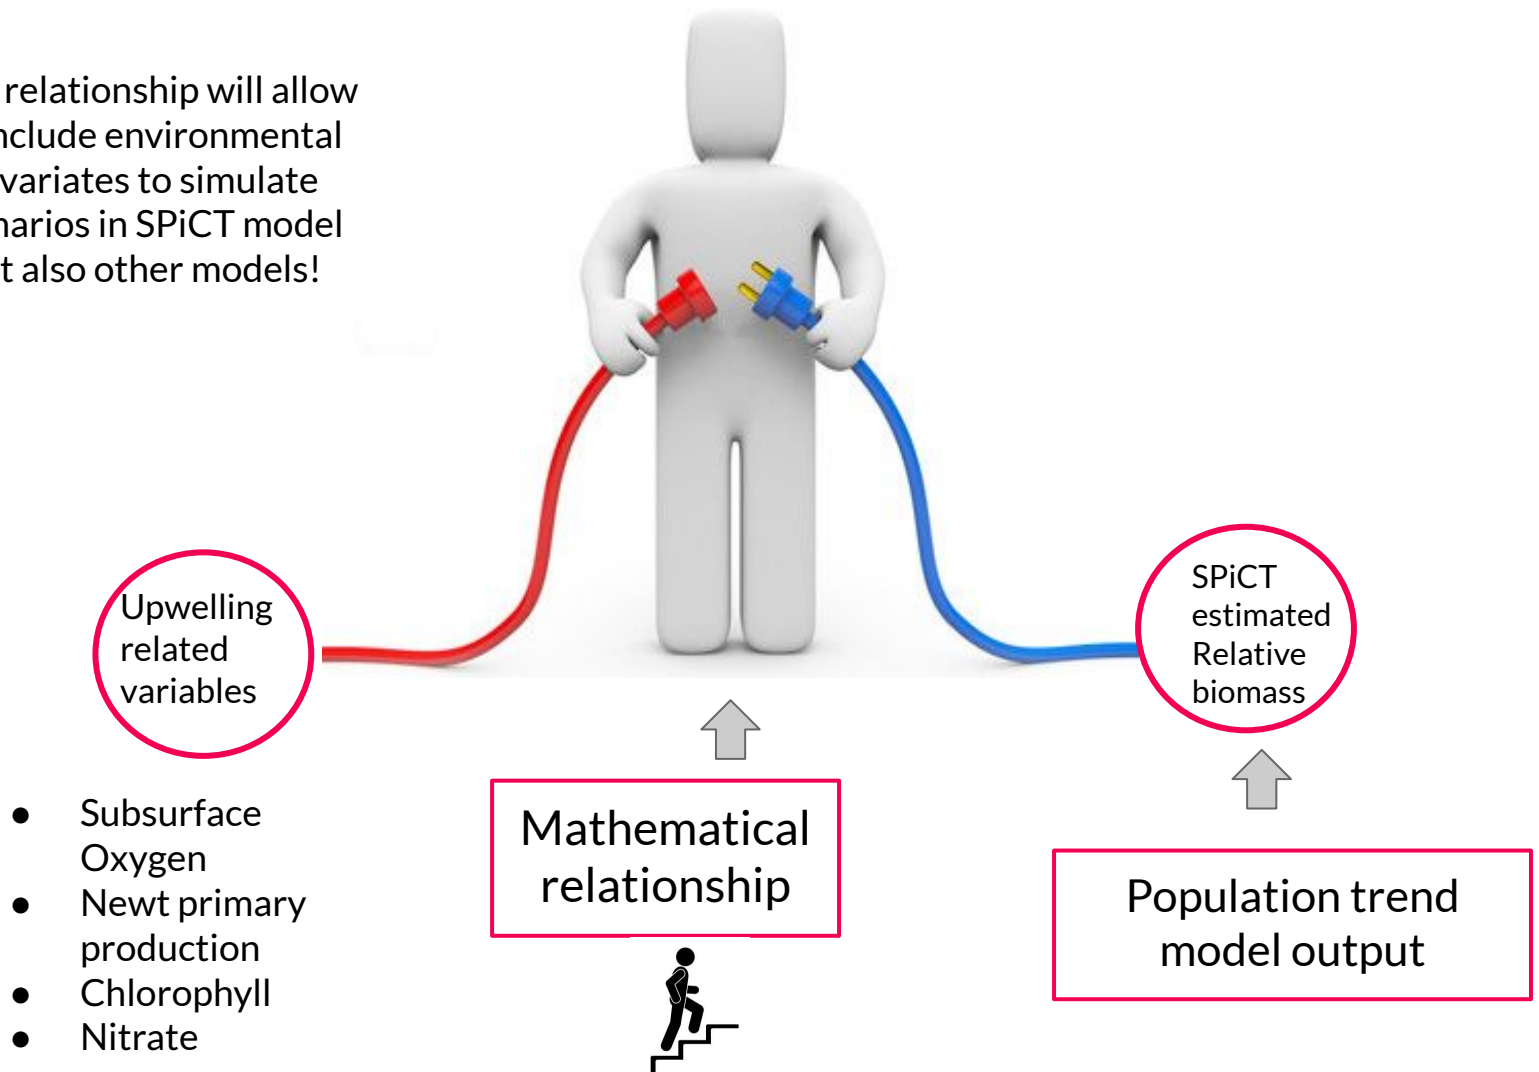 relationship will allow
nclude environmental
variates to simulate
narios in SPiCT model
t also other models!
Upwelling
related
variables
SPiCT
estimated
Relative
biomass
● Subsurface
Oxygen
● Newt primary
production
● Chlorophyll
● Nitrate
Mathematical
relationship
Population trend
model output